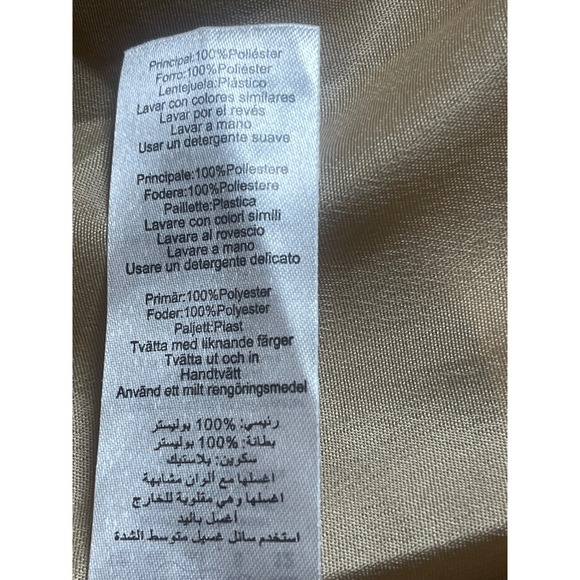 Principal:100%Poliéster
Forro:100%Poliéster
Lentejuela:Plástico
Lavar con colores similares
Lavar por el revés
Lavar a mano
Usar un detergente suave
Principale:100%Poliestere
Fodera:100%Poliestere
Paillette:Plastica
Lavare con colori simili
Lavare al rovescio
Lavare a mano
Usare un detergente delicato
Primär:100%Polyester
Foder:100%Polyester
Paljett:Plast
Tvätta med liknande färger
Tvätta ut och in
Handtvätt
Använd ett milt rengöringsmedel
رئيسي: 100% بوليستر
بطانة: 100% بوليستر
سكوين: بلاستيك
اغسلها مع ألوان مشابهة
اغسلها وهي مقلوبة للخارج
أغسل باليد
استخدم سائل غسيل متوسط الشدة